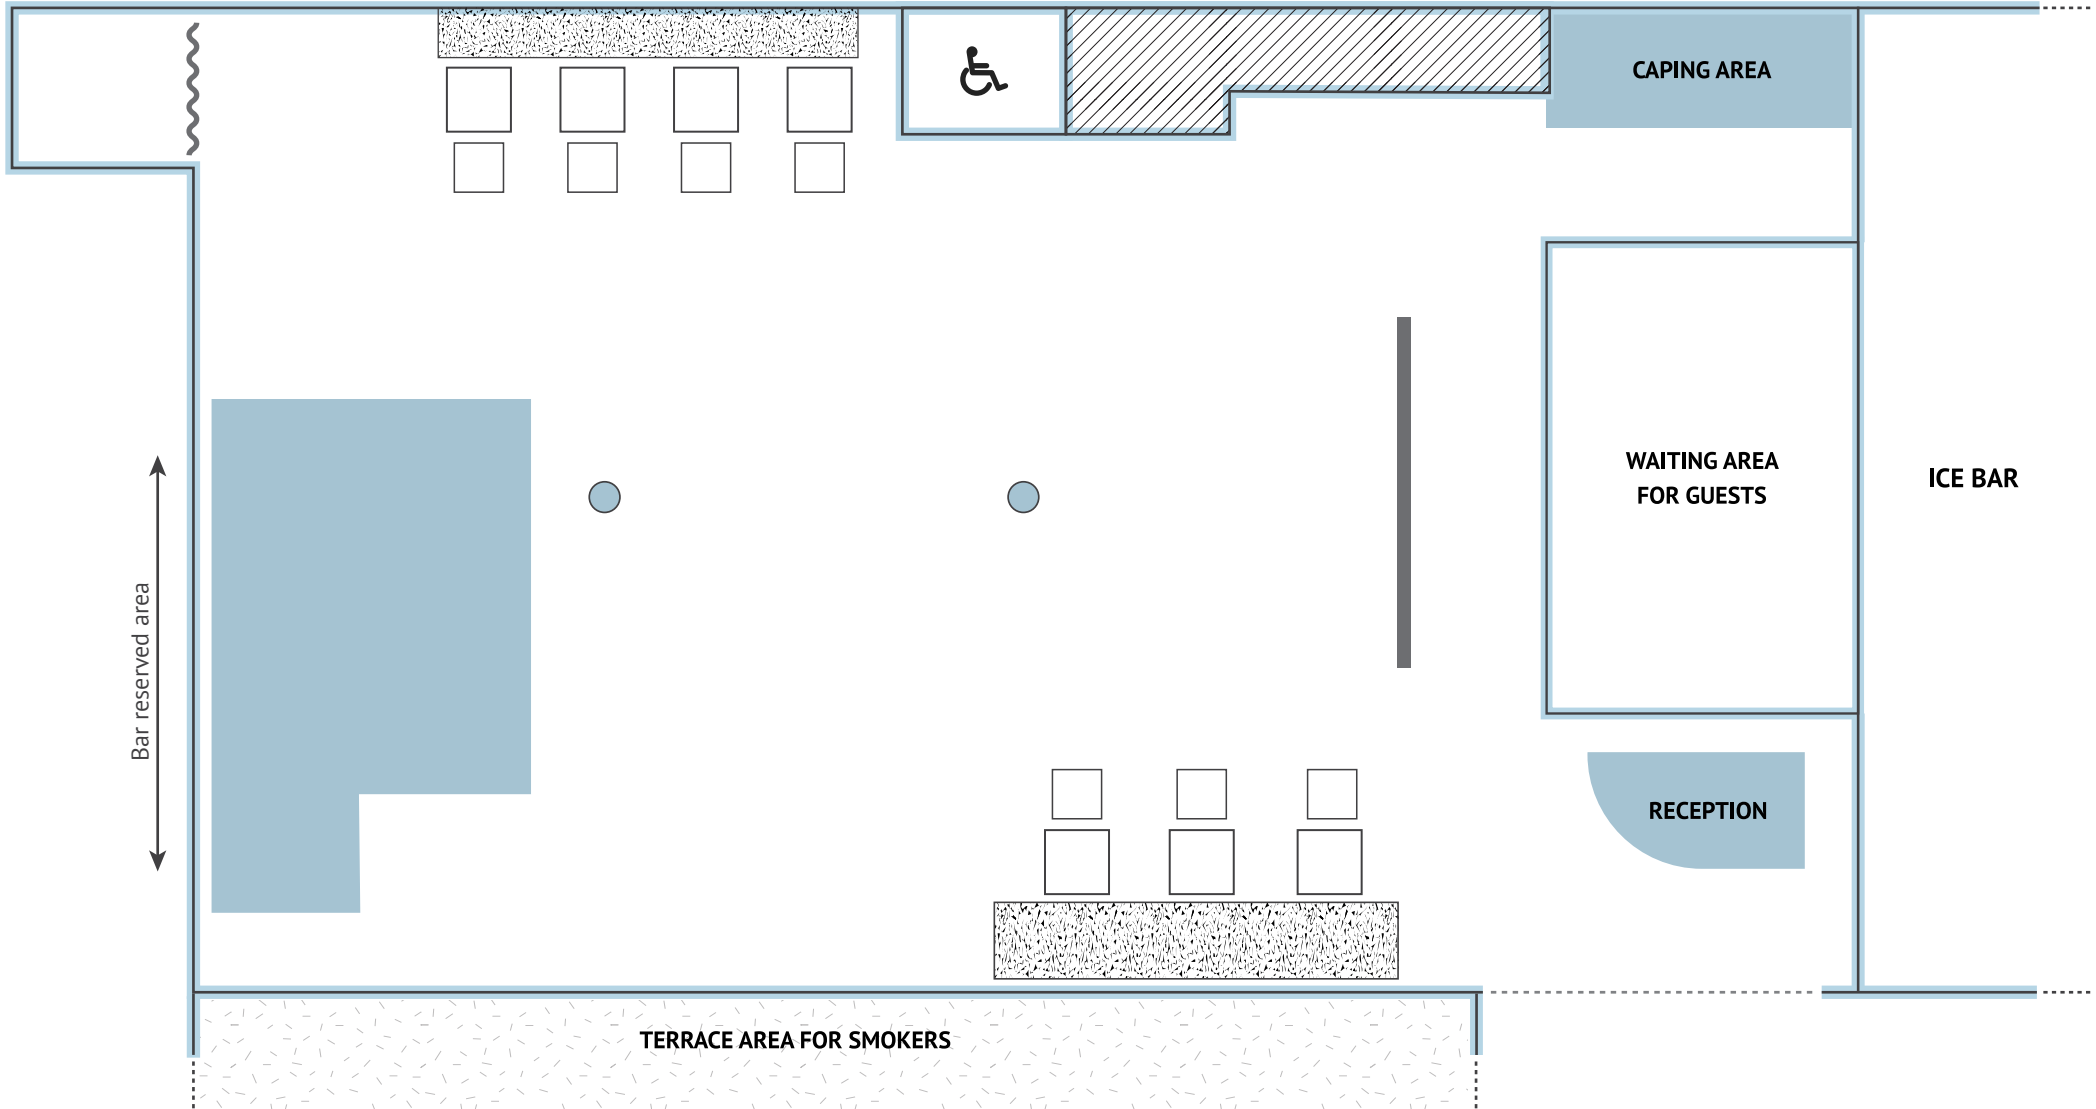 CAPING AREA
WAITING AREA
FOR GUESTS
ICE BAR
Bar reserved area
RECEPTION
TERRACE AREA FOR SMOKERS